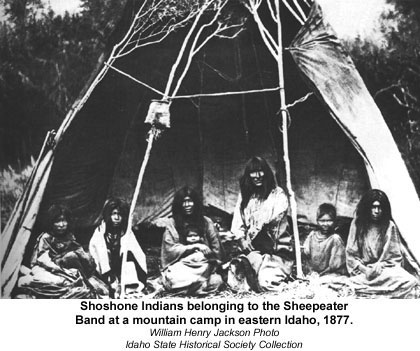 Shoshone Indians belonging to the Sheepeater
Band at a mountain camp in eastern Idaho, 1877.
William Henry Jackson Photo
Idaho State Historical Society Collection